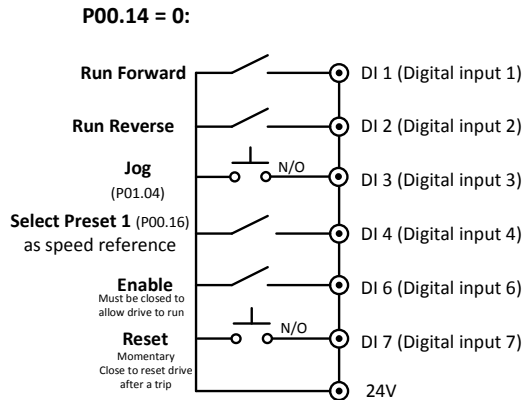 P00.14 = 0:
Run Forward
DI 1 (Digital input 1)
Run Reverse
DI 2 (Digital input 2)
Jog
(P01.04)
N/O
DI 3 (Digital input 3)
Select Preset 1 (P00.16)
as speed reference
DI 4 (Digital input 4)
Enable
Must be closed to
allow drive to run
DI 6 (Digital input 6)
Reset
Momentary
Close to reset drive
after a trip
N/O
DI 7 (Digital input 7)
24V